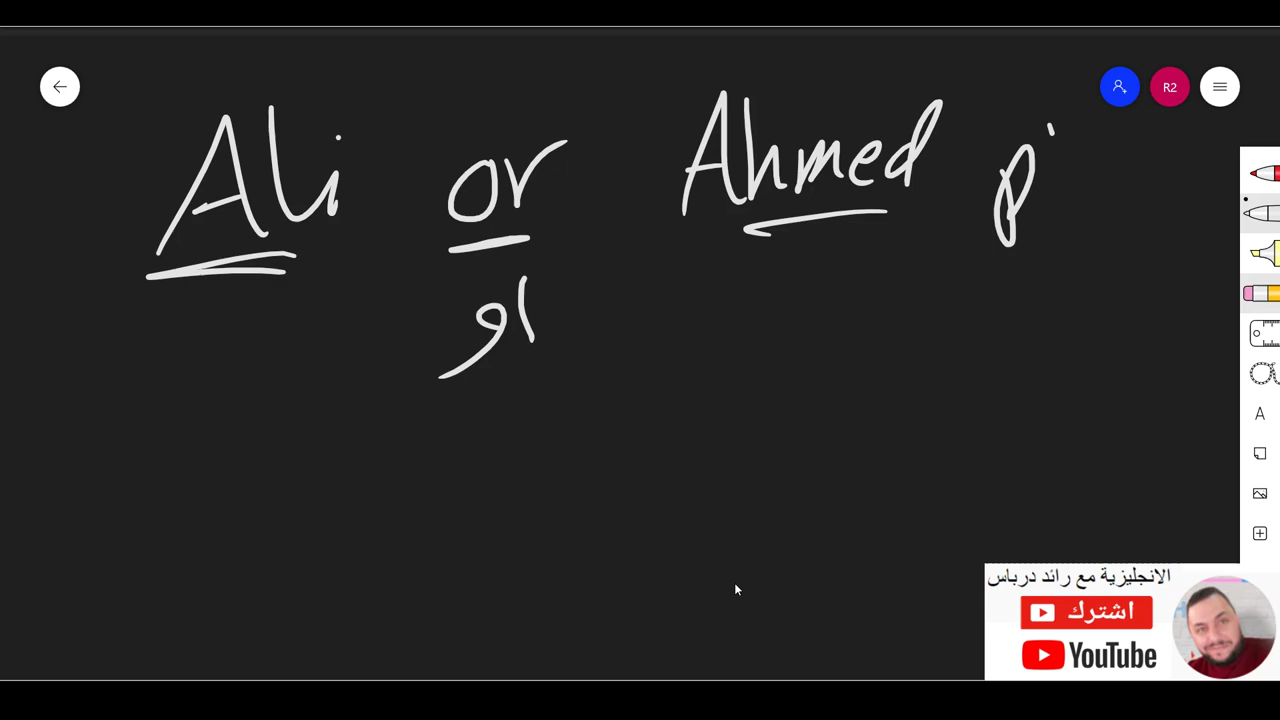 R2
Ali or Ahmed p
او
A
الانجليزية مع رائد درباس
اشترك
YouTube